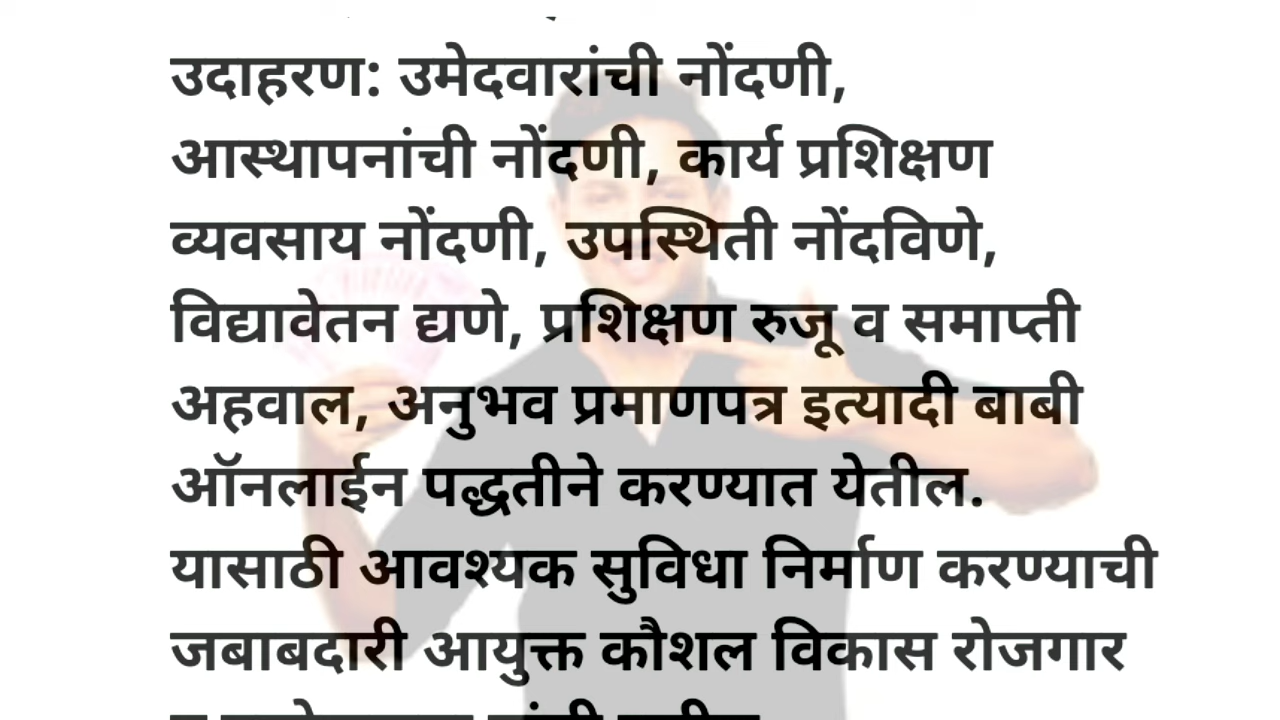 उदाहरण: उमेदवारांची नोंदणी,
आस्थापनांची नोंदणी, कार्य प्रशिक्षण
व्यवसाय नोंदणी, उपस्थिती नोंदविणे,
विद्यावेतन द्यणे, प्रशिक्षण रुजू व समाप्ती
अहवाल, अनुभव प्रमाणपत्र इत्यादी बाबी
ऑनलाईन पद्धतीने करण्यात येतील.
यासाठी आवश्यक सुविधा निर्माण करण्याची
जबाबदारी आयुक्त कौशल विकास रोजगार